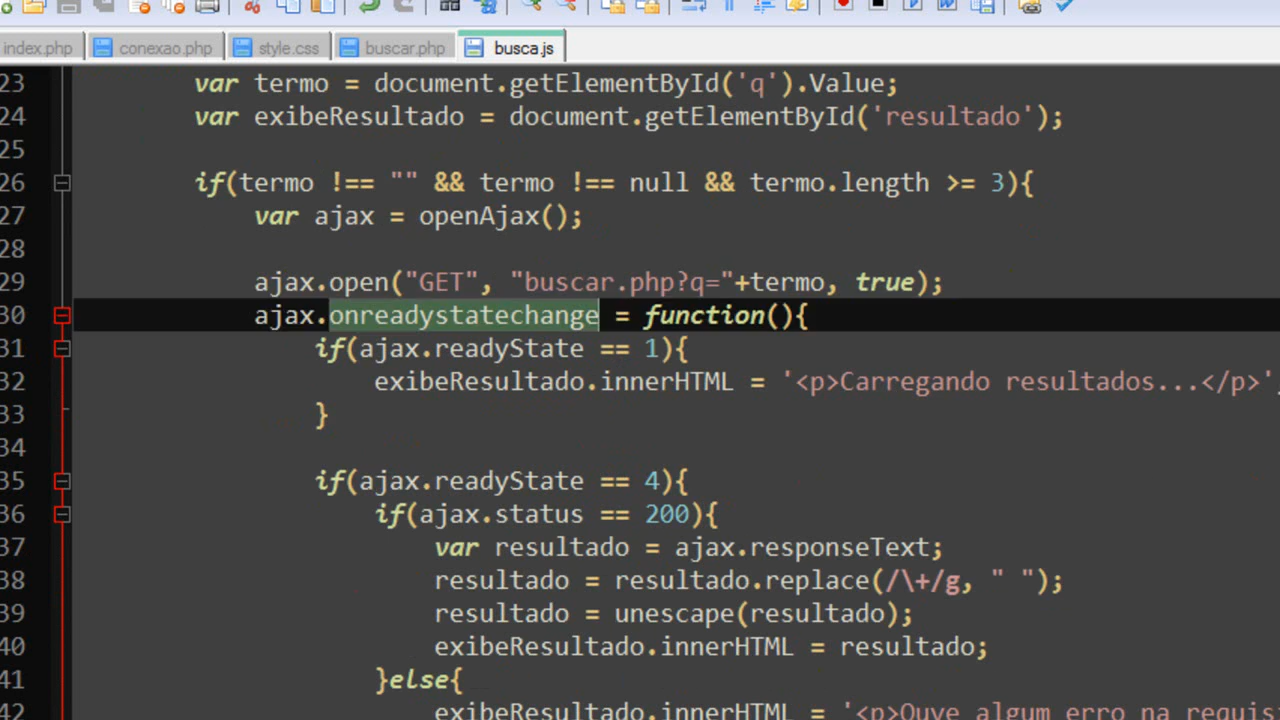 index.php conexao.php style.css buscar.php busca.js
23 var termo = document.getElementById('q').Value;
24 var exibeResultado = document.getElementById('resultado');
25
26 if(termo !== "" && termo !== null && termo.length >= 3){
27 var ajax = openAjax();
28
29 ajax.open("GET", "buscar.php?q="+termo, true);
30 ajax.onreadystatechange = function(){
31 if(ajax.readyState == 1){
32 exibeResultado.innerHTML = '<p>Carregando resultados...</p>'
33 }
34
35 if(ajax.readyState == 4){
36 if(ajax.status == 200){
37 var resultado = ajax.responseText;
38 resultado = resultado.replace(/\+/g, " ");
39 resultado = unescape(resultado);
40 exibeResultado.innerHTML = resultado;
41 }else{
42 exibeResultado.innerHTML = '<p>Ouve algum erro na requis